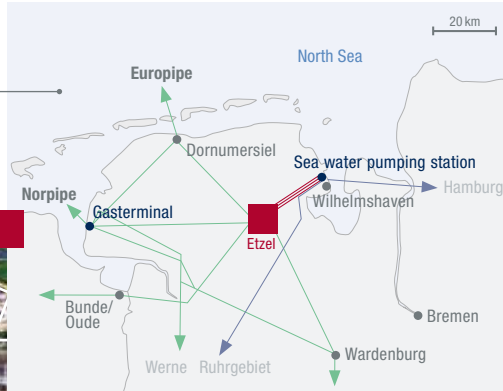 20 km
North Sea
Europipe
Dornumersiel
Sea water pumping station
Hamburg
Norpipe
Wilhelmshaven
Gasterminal
Etzel
Bunde/
Oude
Bremen
Wardenburg
Werne
Ruhrgebiet